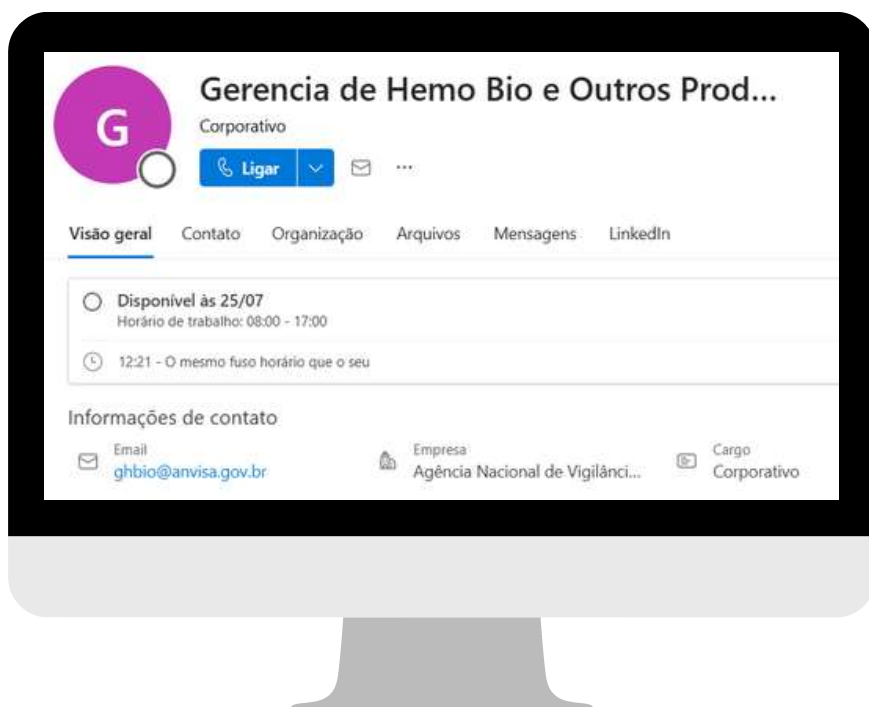 G
Gerencia de Hemo Bio e Outros Prod...
Corporativo
Ligar
...
Visão geral Contato Organização Arquivos Mensagens LinkedIn
Disponível às 25/07
Horário de trabalho: 08:00 - 17:00
12:21 - O mesmo fuso horário que o seu
Informações de contato
Email Empresa Cargo
ghbio@anvisa.gov.br Agência Nacional de Vigilânci... Corporativo